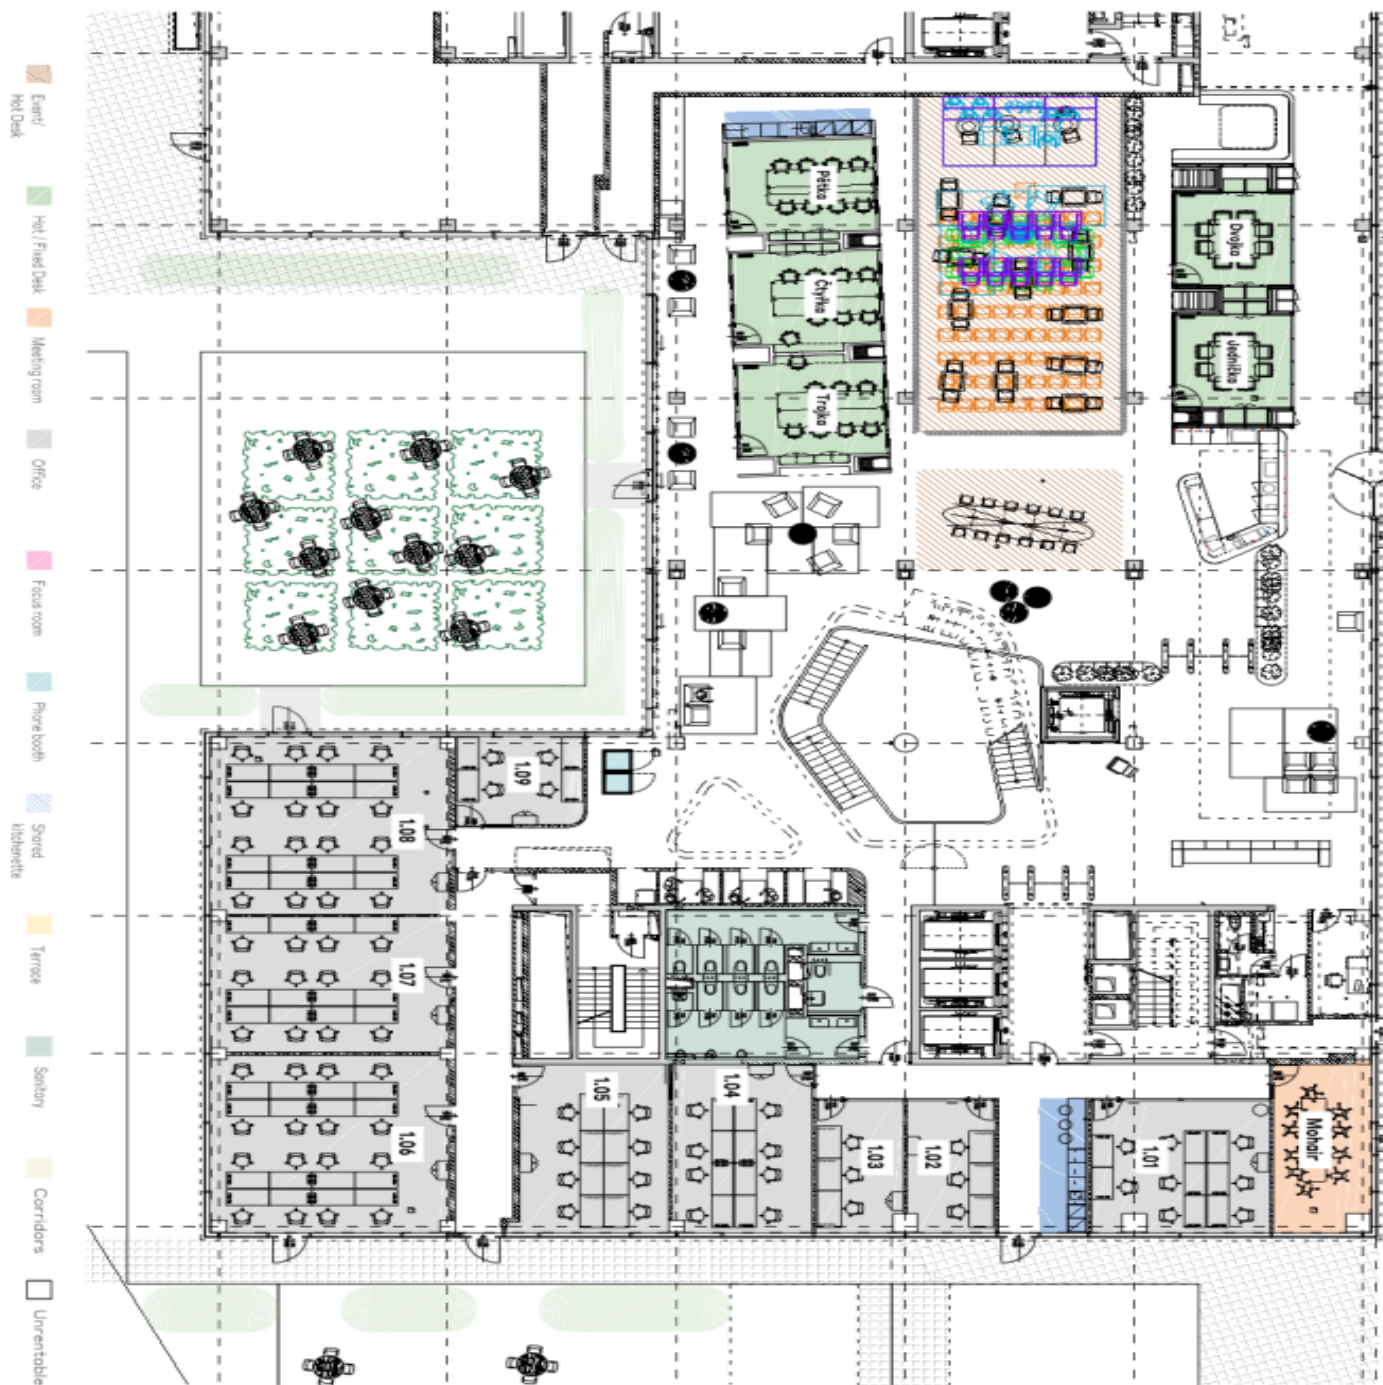 Event/
Hot Desk
Hot / Fixed Desk
Meeting room
Office
Focus room
Phone booth
Shared
kitchenette
Terrace
Sanitary
Corridors
Unrentable
Pětka
Čtyřka
Trojka
Dvojka
Jednička
1.09
1.08
1.07
1.06
1.05
1.04
1.03
1.02
1.01
Mohair